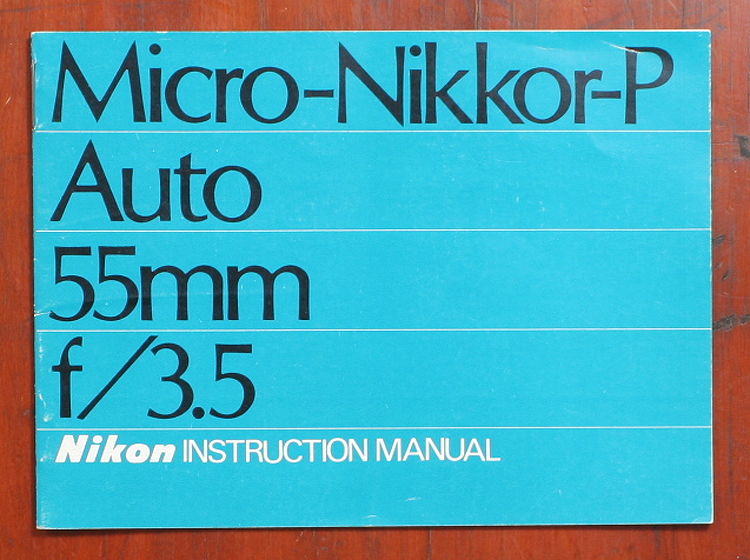 Micro-Nikkor-P
Auto
55mm
f/3.5
Nikon INSTRUCTION MANUAL